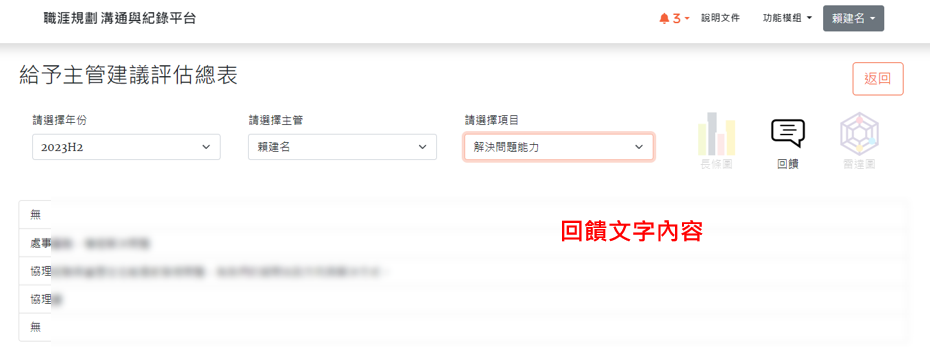 職涯規劃 溝通與紀錄平台
3 說明文件 功能模組 賴建名
給予主管建議評估總表
返回
請選擇年份 請選擇主管 請選擇項目
2023H2 賴建名 解決問題能力
長條圖 回饋 雷達圖
無
回饋文字內容
處事
協理
協理
無